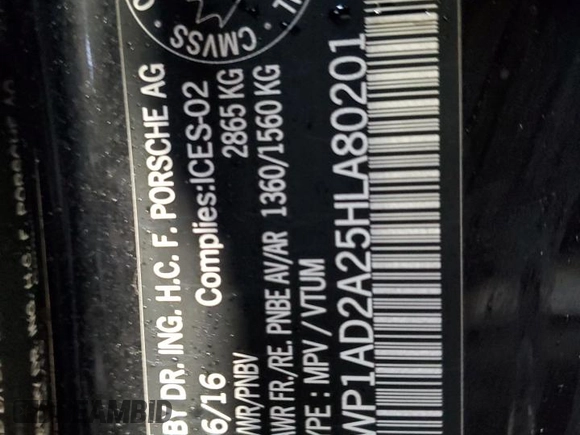 CMVSS
BY DR. ING. H.C. F. PORSCHE AG
6/16 Complies: ICES-02
WR/PNBV 2865 KG
AWR FR./RE. PNBE AV/AR 1360/1560 KG
YPE : MPV / VTUM
WP1AD2A25HLA80201